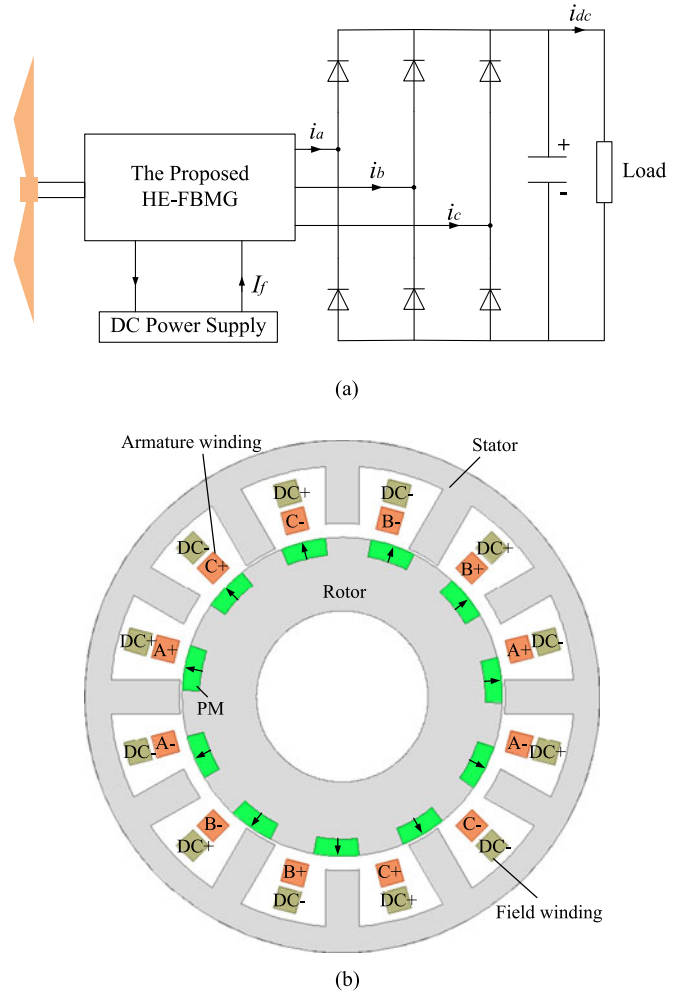 i_dc
i_a
The Proposed
HE-FBMG
i_b
+
-
Load
i_c
I_f
DC Power Supply
(a)
Armature winding
Stator
DC+
DC-
C-
B-
DC-
DC+
C+
B+
Rotor
DC+
A+
A+
DC-
PM
DC-
A-
A-
DC+
B-
C-
DC+
DC-
B+
C+
DC-
DC+
Field winding
(b)